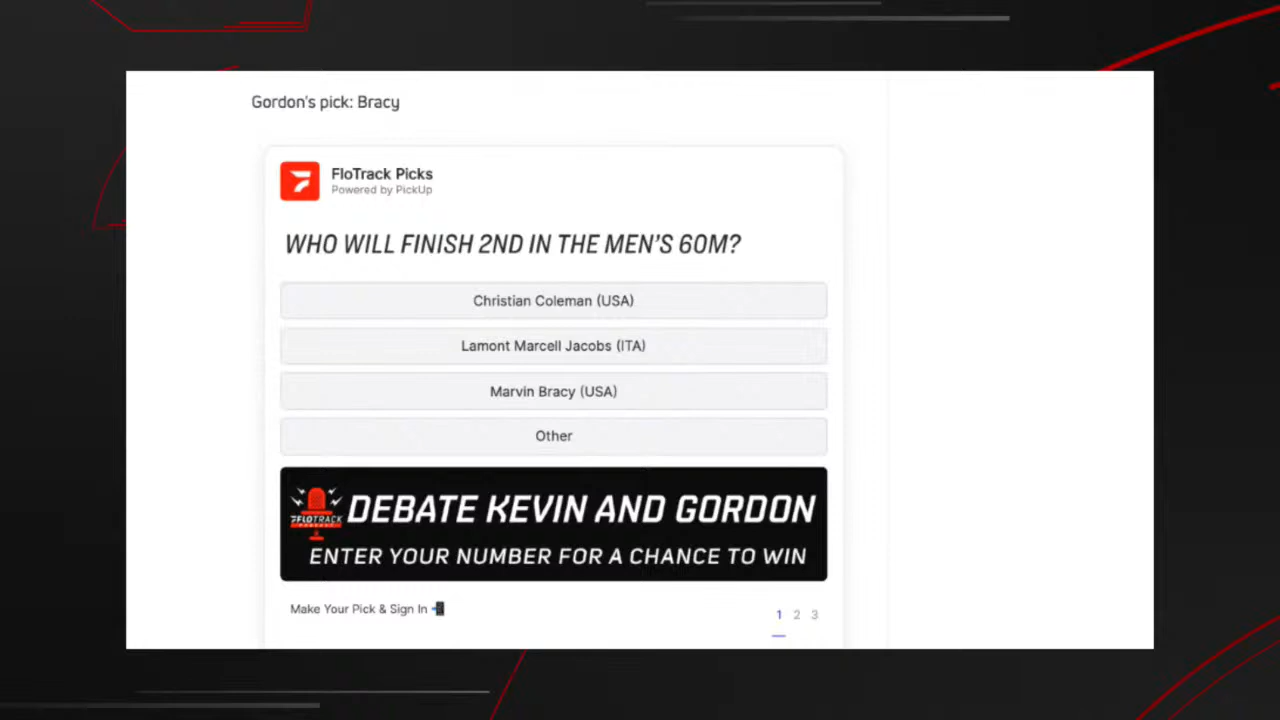 Gordon's pick: Bracy
FloTrack Picks
Powered by PickUp
WHO WILL FINISH 2ND IN THE MEN'S 60M?
Christian Coleman (USA)
Lamont Marcell Jacobs (ITA)
Marvin Bracy (USA)
Other
FLOTRACK
DEBATE KEVIN AND GORDON
ENTER YOUR NUMBER FOR A CHANCE TO WIN
Make Your Pick & Sign In
1 2 3